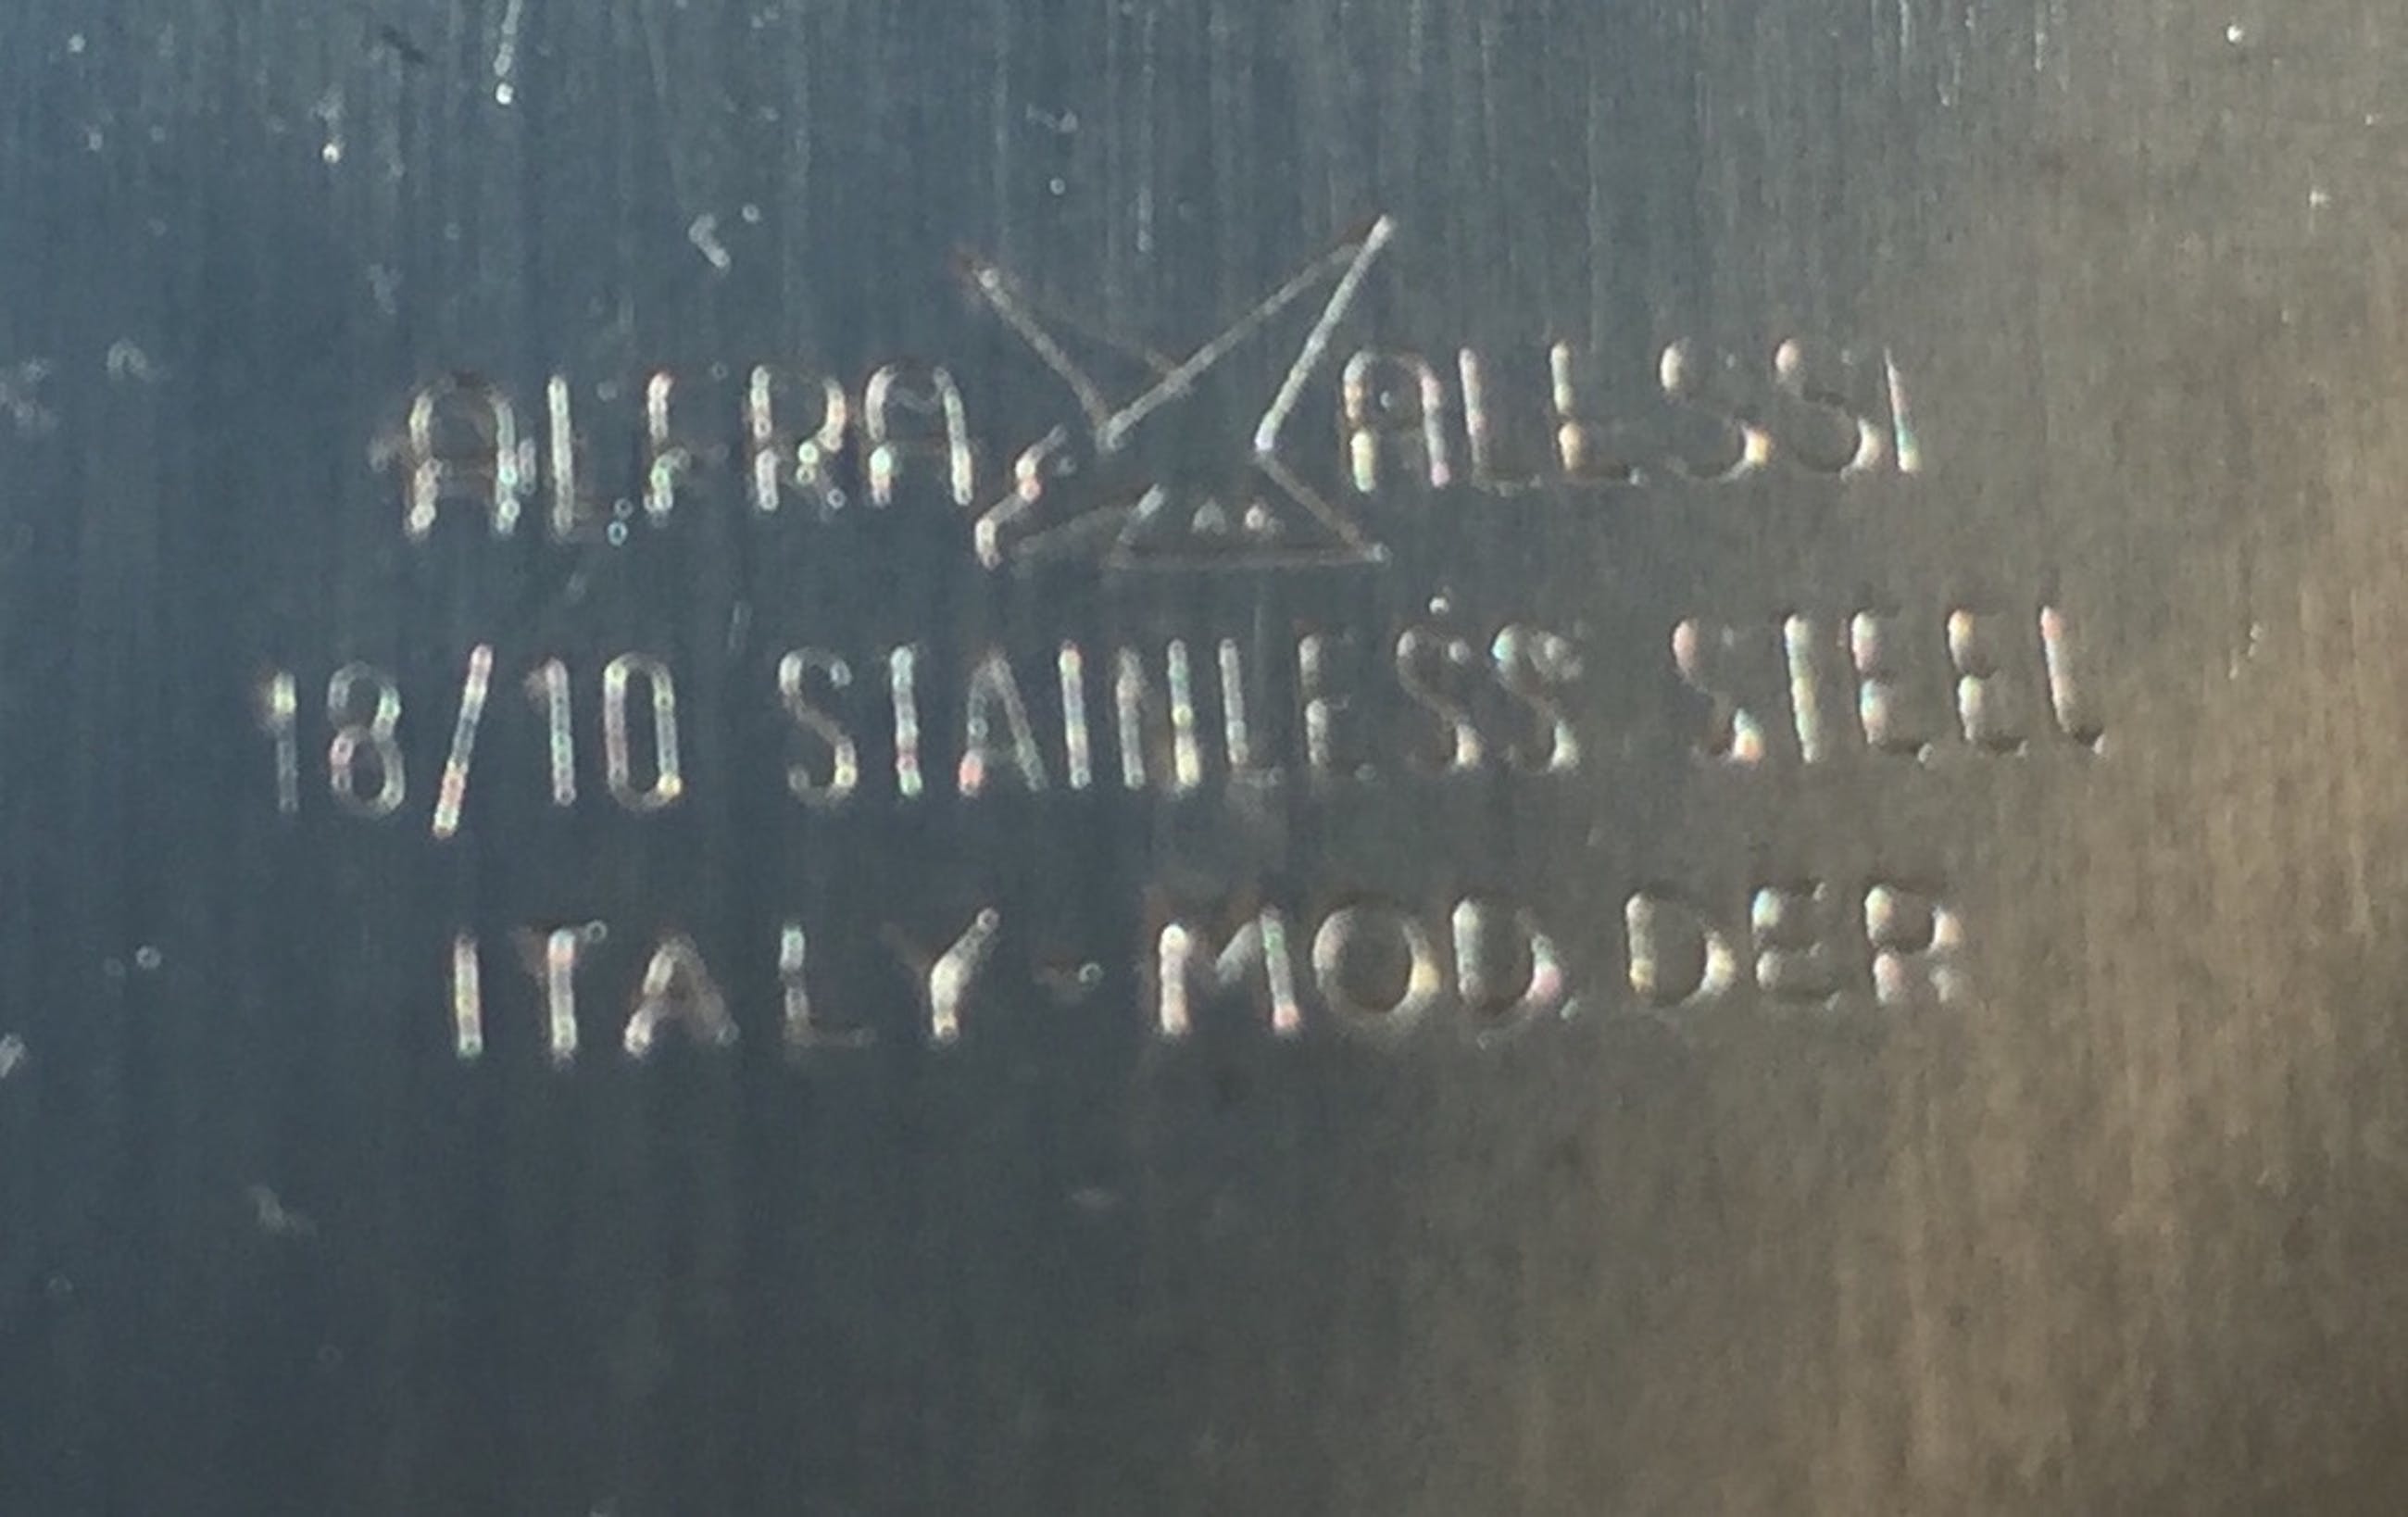 ALFRA ALESSI
18/10 STAINLESS STEEL
ITALY-MOD. DEP.